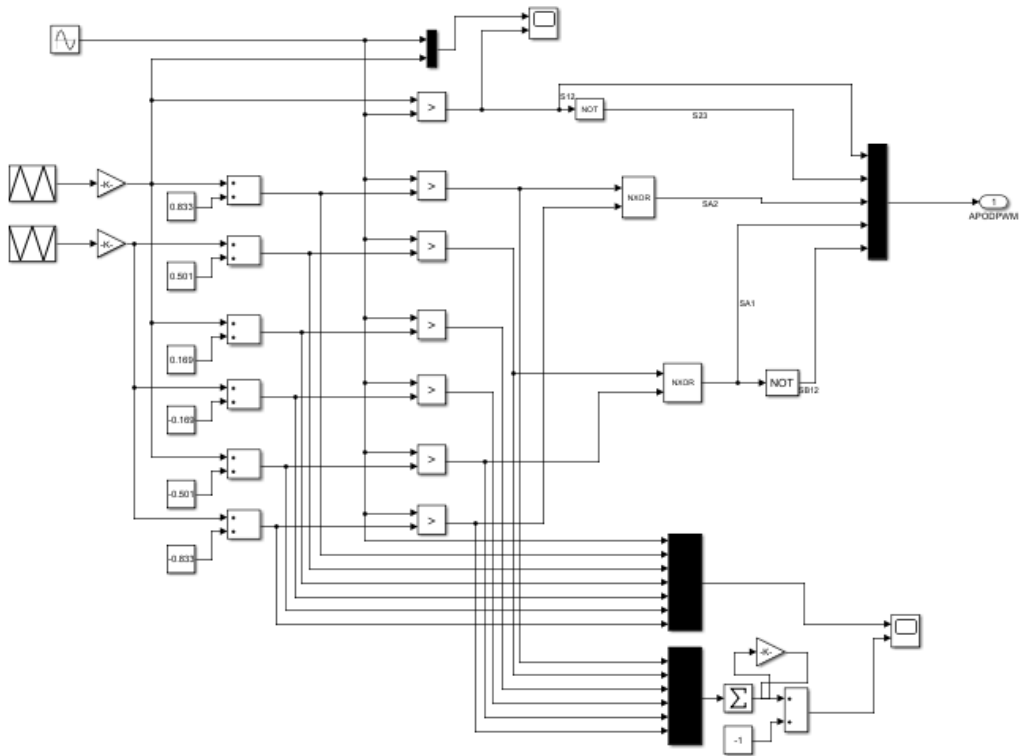 >
S12
NOT
S23
-K-
0.833
>
NXOR
SA2
1
APODPWM
-K-
0.501
>
SA1
0.169
>
-0.169
>
NXOR
NOT
SB12
-0.501
>
-0.833
>
-K-
Σ
-1